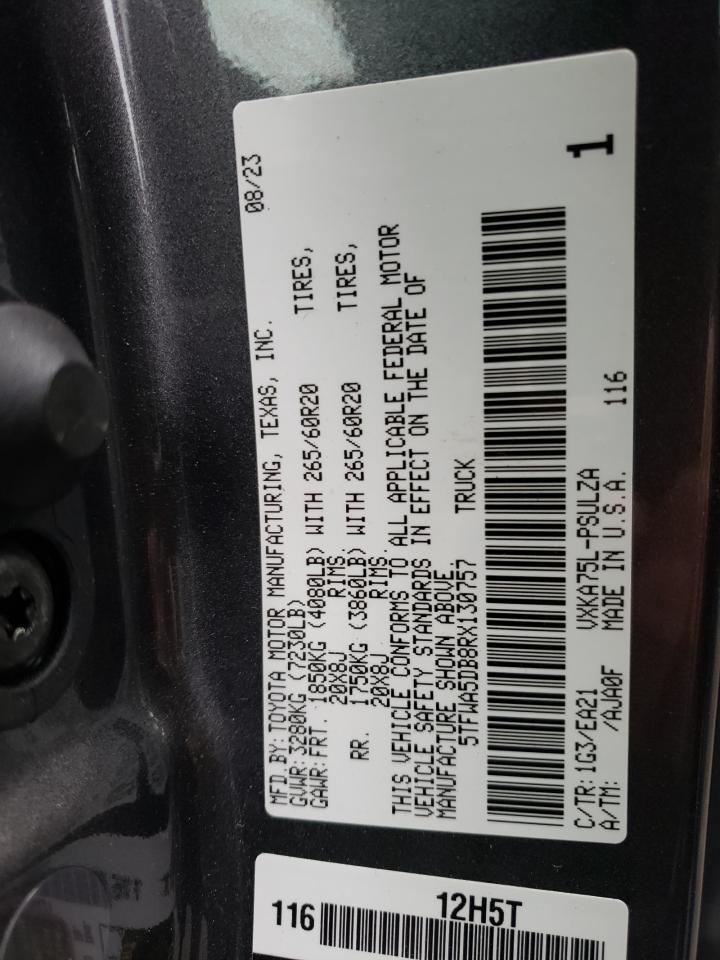 08/23
MFD.BY:TOYOTA MOTOR MANUFACTURING, TEXAS, INC.
GVWR:3280KG (7230LB)
GAWR:FRT. 1850KG (4080LB) WITH 265/60R20 TIRES,
20X8J RIMS.
RR. 1750KG (3860LB) WITH 265/60R20 TIRES,
20X8J RIMS.
THIS VEHICLE CONFORMS TO ALL APPLICABLE FEDERAL MOTOR
VEHICLE SAFETY STANDARDS IN EFFECT ON THE DATE OF
MANUFACTURE SHOWN ABOVE.
5TFWA5DB8RX130757 TRUCK
C/TR:1G3/EA21 VXKA75L-PSULZA 116
A/TM: /AJA0F MADE IN U.S.A.
1
12H5T
116